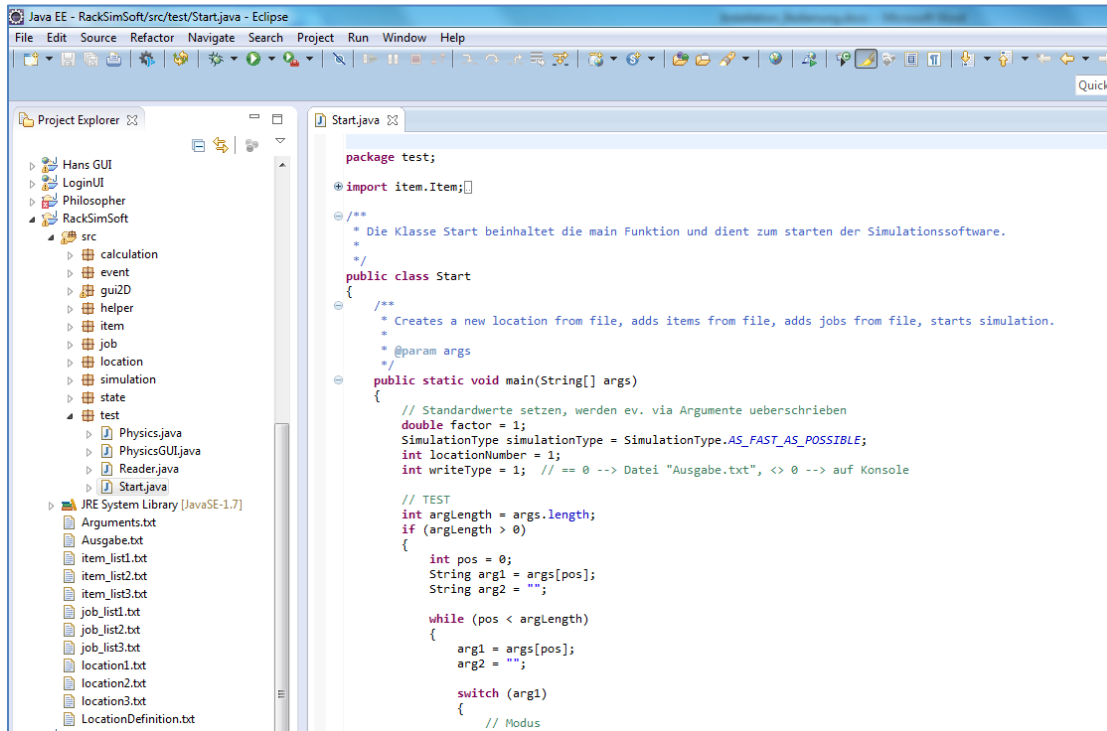 Java EE - RackSimSoft/src/test/Start.java - Eclipse
File Edit Source Refactor Navigate Search Project Run Window Help
Quick
Project Explorer
Hans GUI
LoginUI
Philosopher
RackSimSoft
src
calculation
event
gui2D
helper
item
job
location
simulation
state
test
Physics.java
PhysicsGUI.java
Reader.java
Start.java
JRE System Library [JavaSE-1.7]
Arguments.txt
Ausgabe.txt
item_list1.txt
item_list2.txt
item_list3.txt
job_list1.txt
job_list2.txt
job_list3.txt
location1.txt
location2.txt
location3.txt
LocationDefinition.txt
Start.java
package test;
import item.Item;
/**
* Die Klasse Start beinhaltet die main Funktion und dient zum starten der Simulationssoftware.
*
*/
public class Start
{
/**
* Creates a new location from file, adds items from file, adds jobs from file, starts simulation.
*
* @param args
*/
public static void main(String[] args)
{
// Standardwerte setzen, werden ev. via Argumente ueberschrieben
double factor = 1;
SimulationType simulationType = SimulationType.AS_FAST_AS_POSSIBLE;
int locationNumber = 1;
int writeType = 1; // == 0 --> Datei "Ausgabe.txt", <> 0 --> auf Konsole
// TEST
int argLength = args.length;
if (argLength > 0)
{
int pos = 0;
String arg1 = args[pos];
String arg2 = "";
while (pos < argLength)
{
arg1 = args[pos];
arg2 = "";
switch (arg1)
{
// Modus